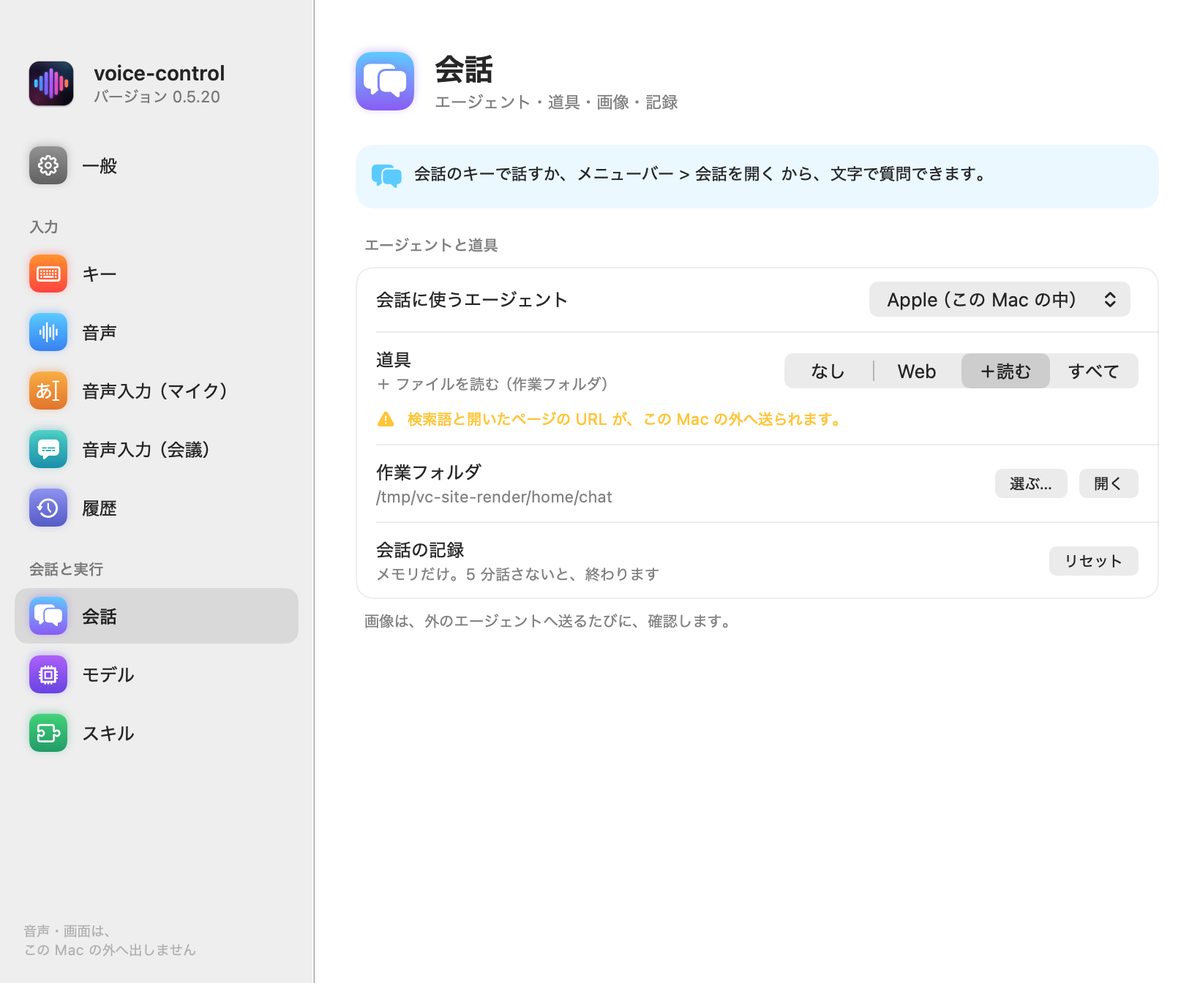 voice-control
バージョン 0.5.20
一般
入力
キー
音声
あ
音声入力（マイク）
音声入力（会議）
履歴
会話と実行
会話
モデル
スキル
音声・画面は、
この Mac の外へ出しません
会話
エージェント・道具・画像・記録
会話のキーで話すか、メニューバー > 会話を開く から、文字で質問できます。
エージェントと道具
会話に使うエージェント
Apple（この Mac の中）
道具
＋ ファイルを読む（作業フォルダ）
なし Web ＋読む すべて
検索語と開いたページの URL が、この Mac の外へ送られます。
作業フォルダ
/tmp/vc-site-render/home/chat
選ぶ... 開く
会話の記録
メモリだけ。5 分話さないと、終わります
リセット
画像は、外のエージェントへ送るたびに、確認します。